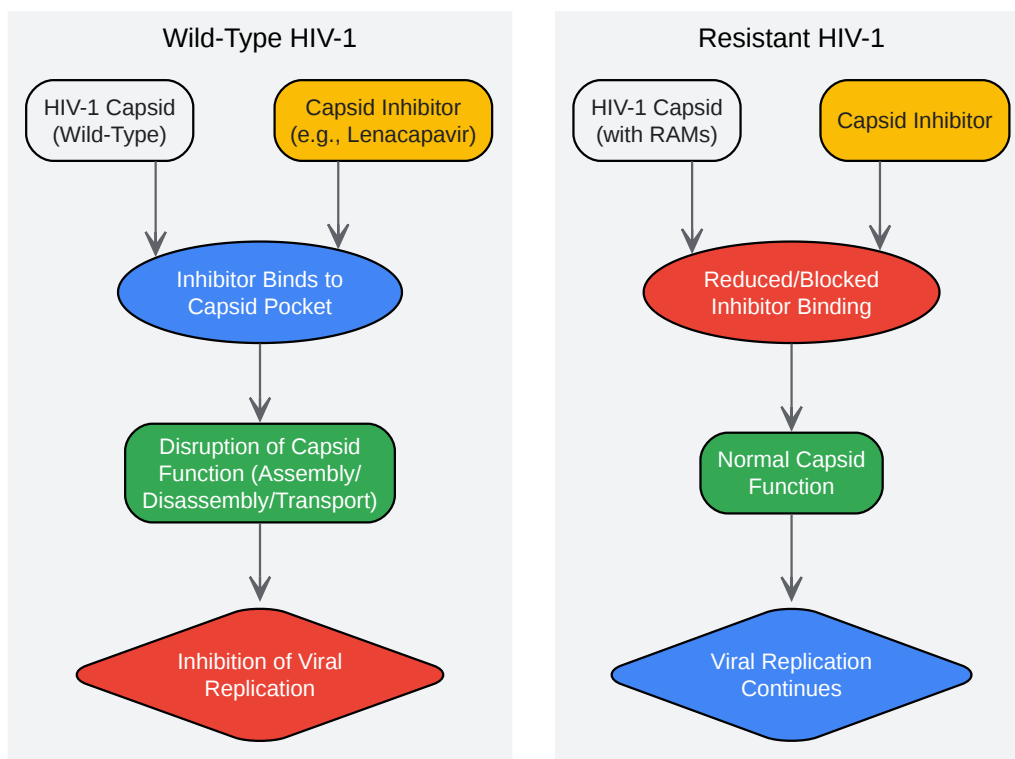 Wild-Type HIV-1
HIV-1 Capsid
(Wild-Type)
Capsid Inhibitor
(e.g., Lenacapavir)
Inhibitor Binds to
Capsid Pocket
Disruption of Capsid
Function (Assembly/
Disassembly/Transport)
Inhibition of Viral
Replication
Resistant HIV-1
HIV-1 Capsid
(with RAMs)
Capsid Inhibitor
Reduced/Blocked
Inhibitor Binding
Normal Capsid
Function
Viral Replication
Continues